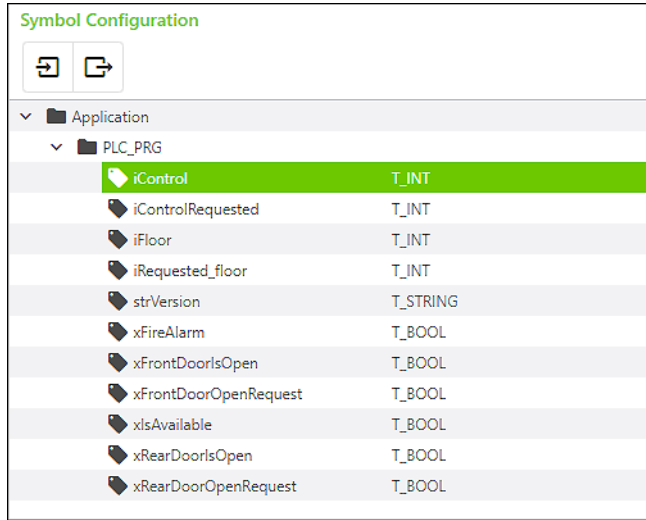 Symbol Configuration
Application
PLC_PRG
iControl T_INT
iControlRequested T_INT
iFloor T_INT
iRequested_floor T_INT
strVersion T_STRING
xFireAlarm T_BOOL
xFrontDoorIsOpen T_BOOL
xFrontDoorOpenRequest T_BOOL
xIsAvailable T_BOOL
xRearDoorIsOpen T_BOOL
xRearDoorOpenRequest T_BOOL